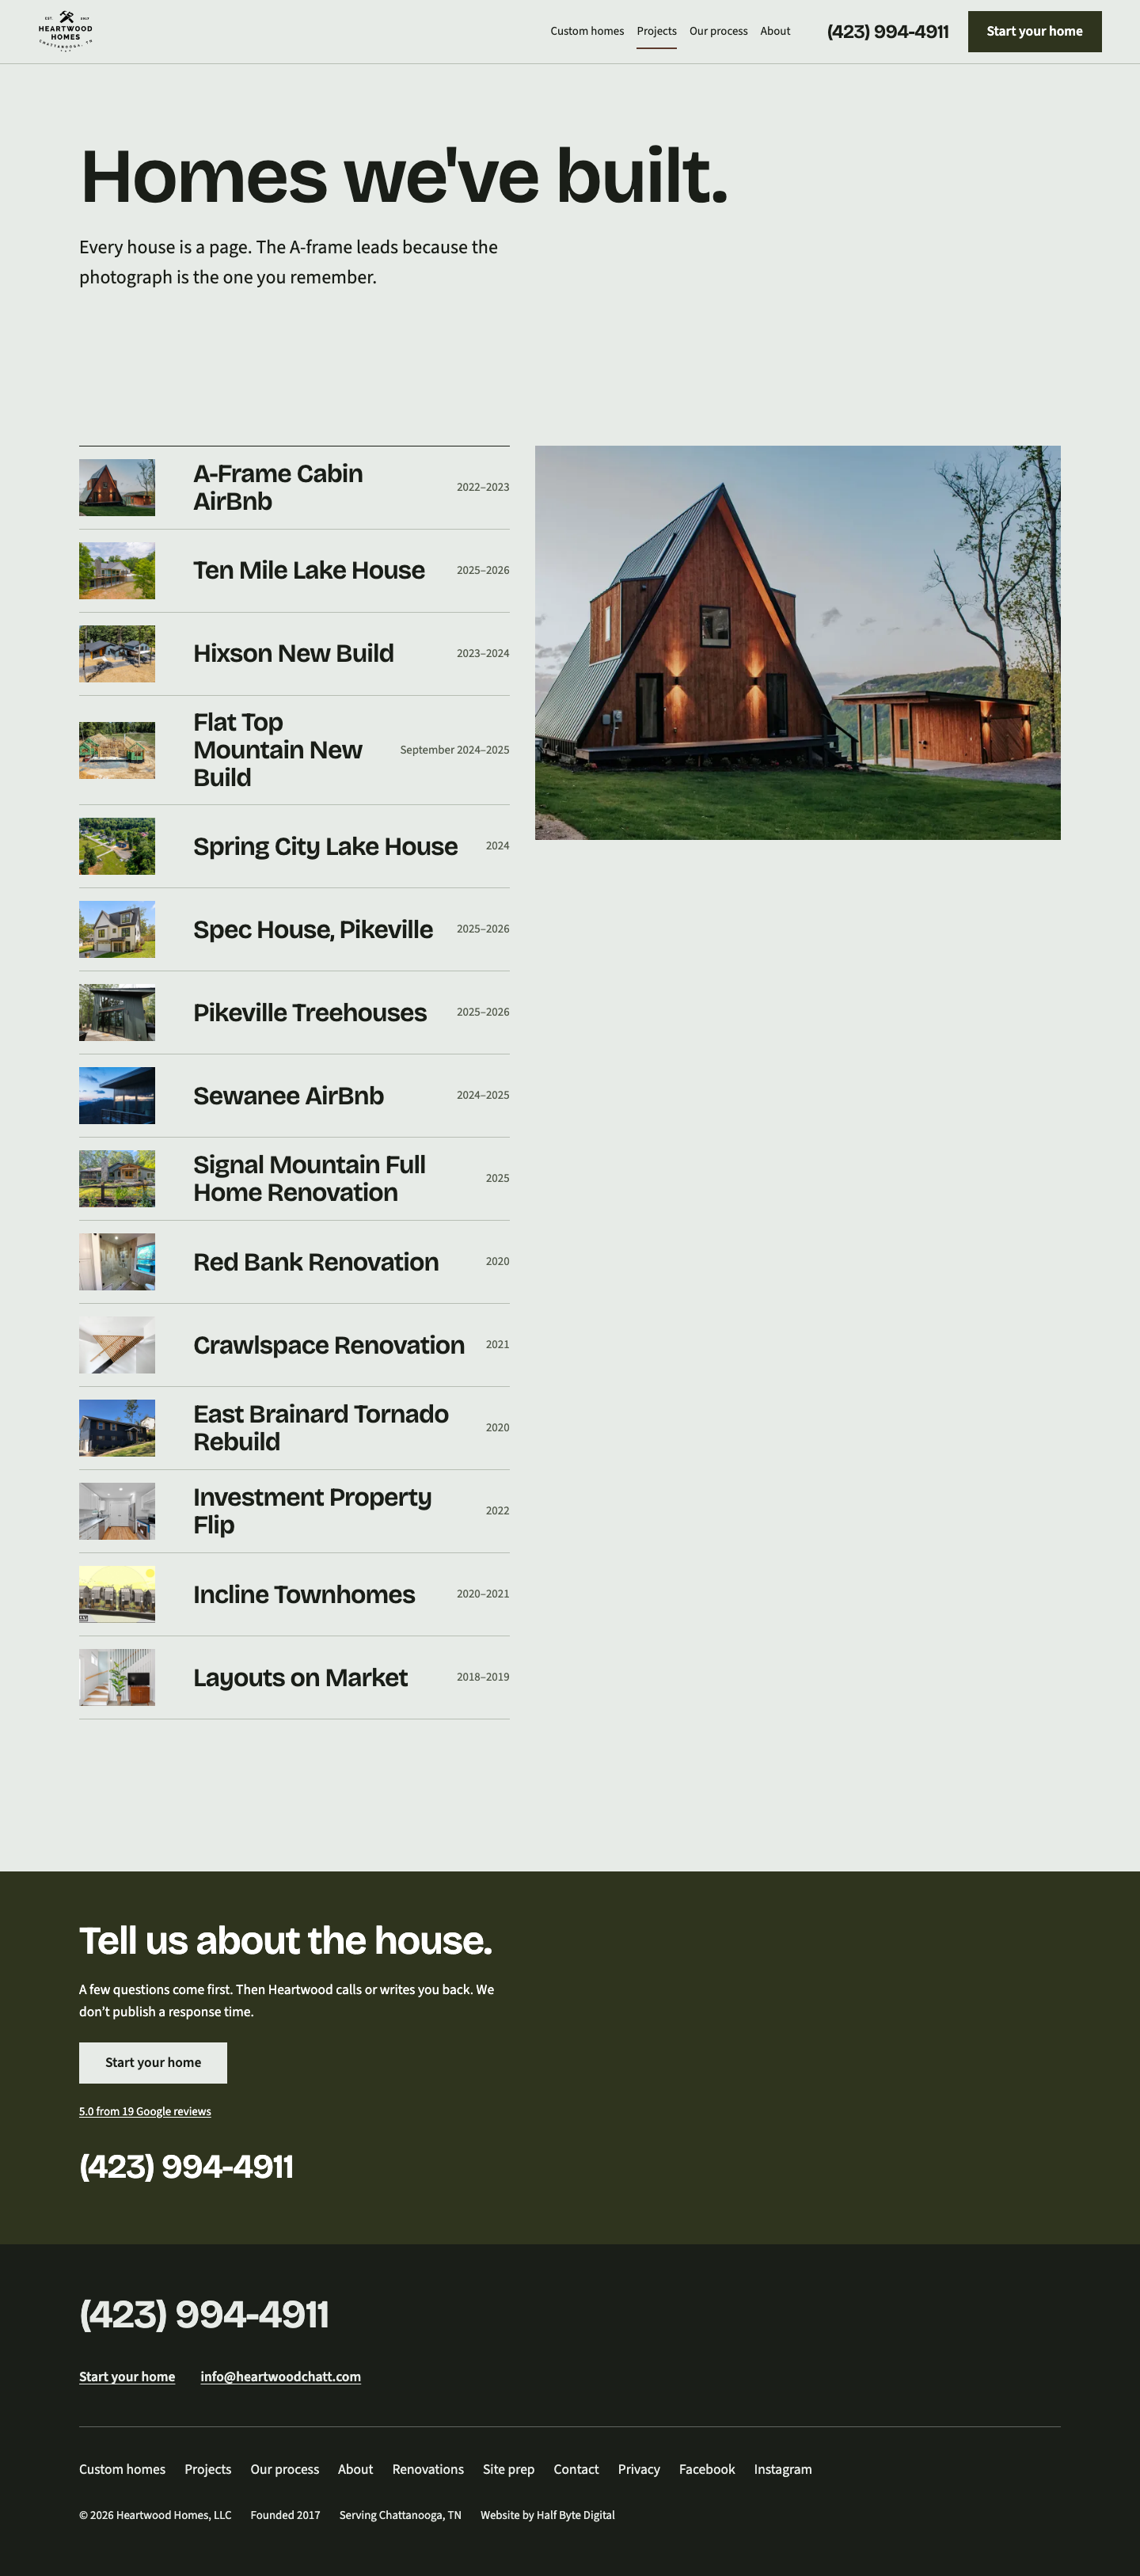 EST. 2017
HEARTWOOD
HOMES
CHATTANOOGA, TN
Custom homes Projects Our process About (423) 994-4911 Start your home
Homes we've built.
Every house is a page. The A-frame leads because the
photograph is the one you remember.
A-Frame Cabin
AirBnb
2022–2023
Ten Mile Lake House 2025–2026
Hixson New Build 2023–2024
Flat Top
Mountain New
Build
September 2024–2025
Spring City Lake House 2024
Spec House, Pikeville 2025–2026
Pikeville Treehouses 2025–2026
Sewanee AirBnb 2024–2025
Signal Mountain Full
Home Renovation
2025
Red Bank Renovation 2020
Crawlspace Renovation 2021
East Brainard Tornado
Rebuild
2020
Investment Property
Flip
2022
Incline Townhomes 2020–2021
Layouts on Market 2018–2019
Tell us about the house.
A few questions come first. Then Heartwood calls or writes you back. We
don’t publish a response time.
Start your home
5.0 from 19 Google reviews
(423) 994-4911
(423) 994-4911
Start your home info@heartwoodchatt.com
Custom homes Projects Our process About Renovations Site prep Contact Privacy Facebook Instagram
© 2026 Heartwood Homes, LLC Founded 2017 Serving Chattanooga, TN Website by Half Byte Digital